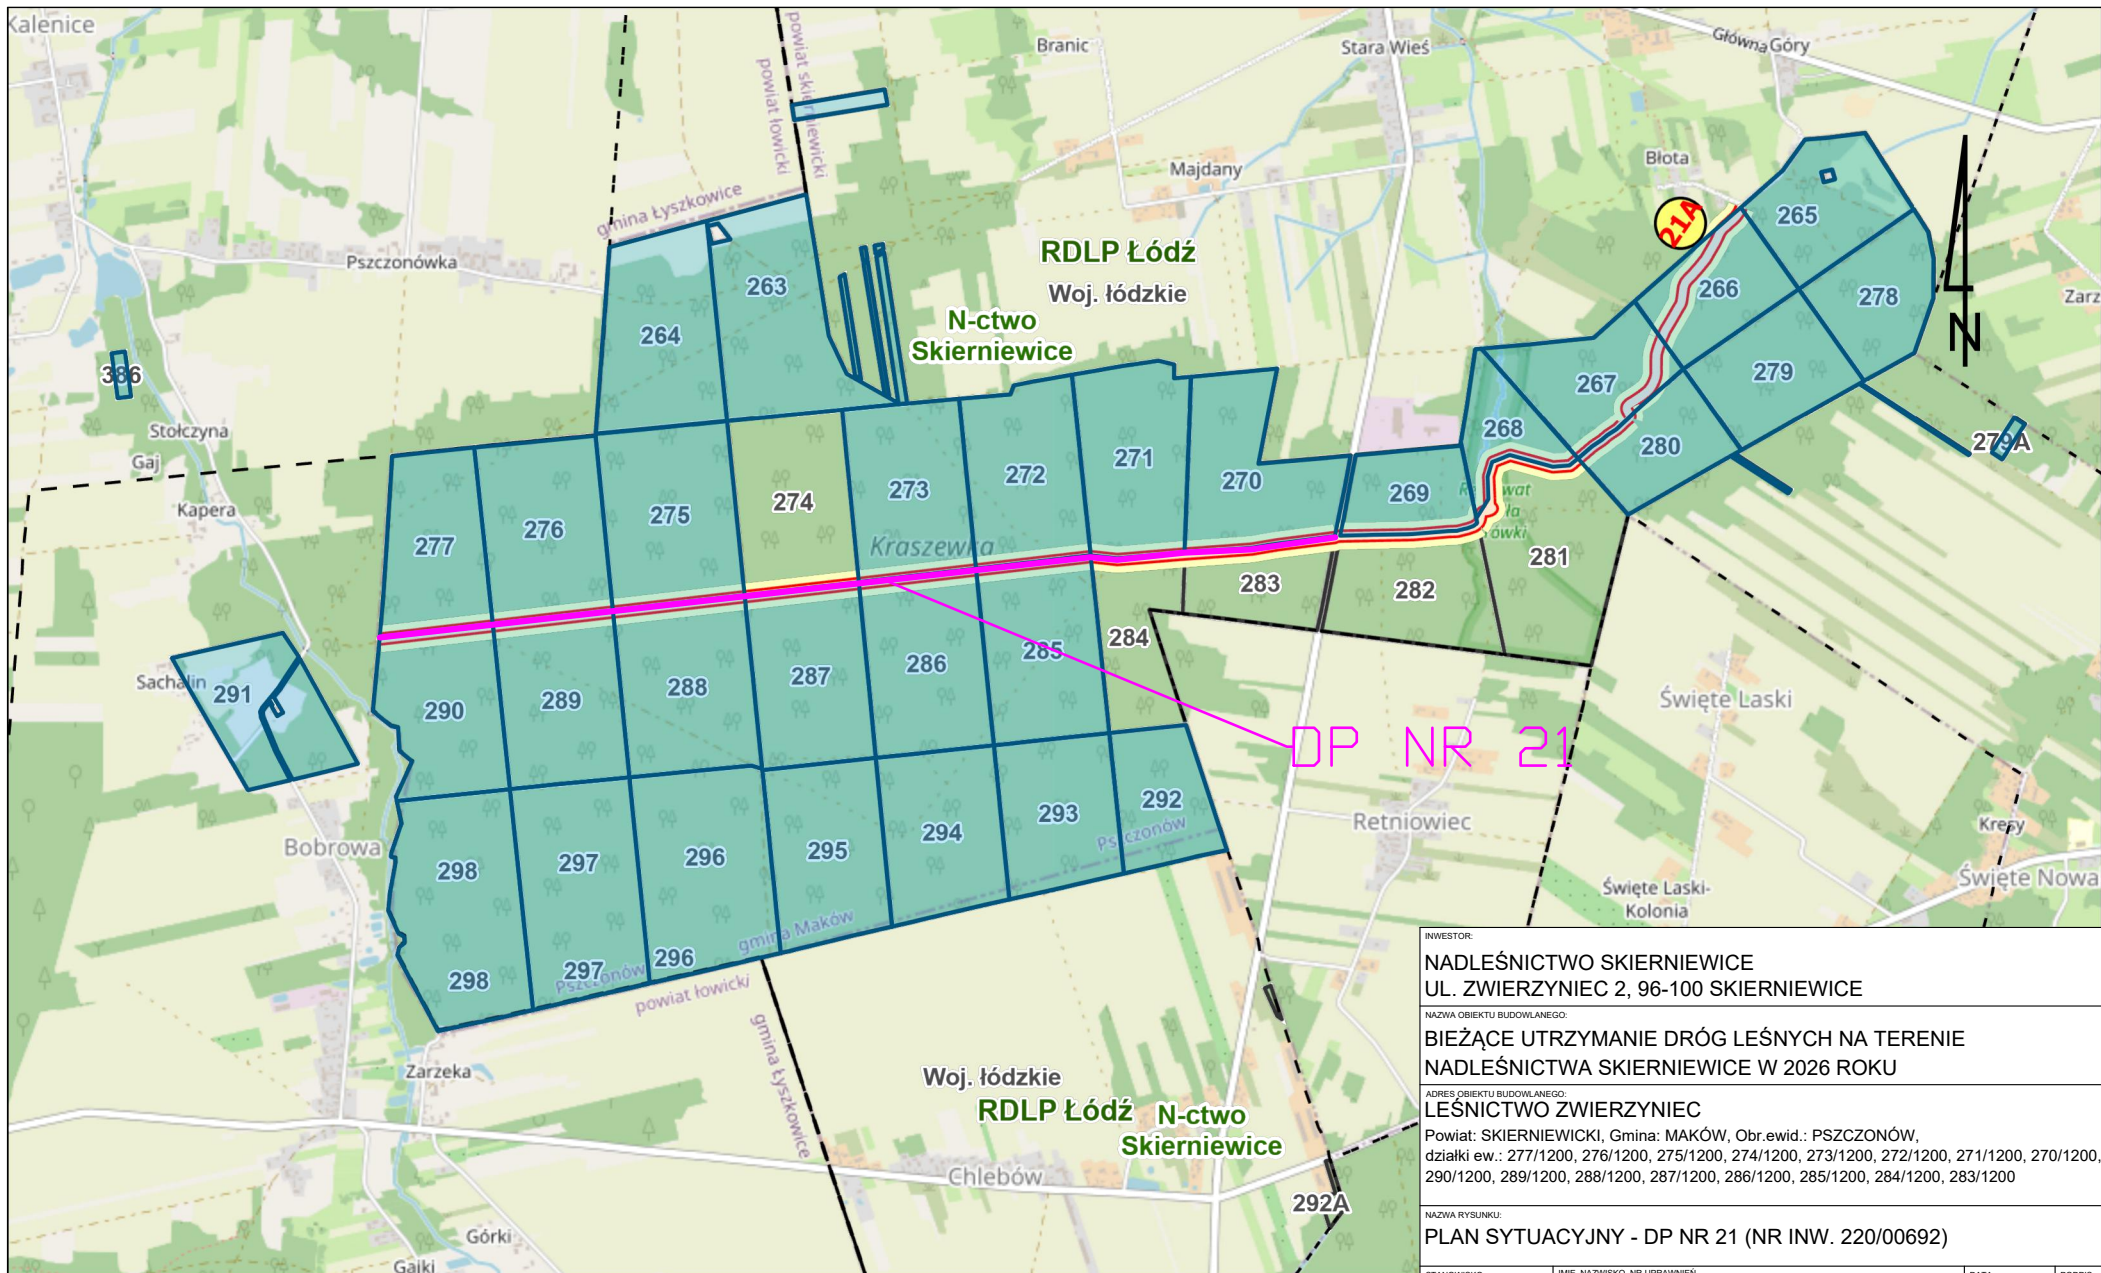 Kalenice
powiat skierniewicki
powiat łowicki
Branic
Stara Wieś
Główna
Góry
Majdany
Błota
21A
gmina Łyszkowice
Pszczonówka
RDLP Łódź
Woj. łódzkie
N-ctwo
Skierniewice
263
264
265
266
278
Zarz
N
386
267
279
268
280
279A
Stołczyna
Gaj
Kapera
277
276
275
274
273
272
271
270
269
Kraszewka
281
282
283
284
285
286
287
288
289
290
291
Sachalin
Święte Laski
DP NR 21
292
293
294
295
296
297
298
Pszczonów
gmina Maków
Retniowiec
Kresy
Święte Nowa
Święte Laski-
Kolonia
Bobrowa
298
297
296
Pszczonów
powiat łowicki
gmina Łyszkowice
Zarzeka
Woj. łódzkie
RDLP Łódź
N-ctwo
Skierniewice
Chlebów
292A
Górki
Gajki
INWESTOR:
NADLEŚNICTWO SKIERNIEWICE
UL. ZWIERZYNIEC 2, 96-100 SKIERNIEWICE
NAZWA OBIEKTU BUDOWLANEGO:
BIEŻĄCE UTRZYMANIE DRÓG LEŚNYCH NA TERENIE
NADLEŚNICTWA SKIERNIEWICE W 2026 ROKU
ADRES OBIEKTU BUDOWLANEGO:
LEŚNICTWO ZWIERZYNIEC
Powiat: SKIERNIEWICKI, Gmina: MAKÓW, Obr.ewid.: PSZCZONÓW,
działki ew.: 277/1200, 276/1200, 275/1200, 274/1200, 273/1200, 272/1200, 271/1200, 270/1200,
290/1200, 289/1200, 288/1200, 287/1200, 286/1200, 285/1200, 284/1200, 283/1200
NAZWA RYSUNKU:
PLAN SYTUACYJNY - DP NR 21 (NR INW. 220/00692)